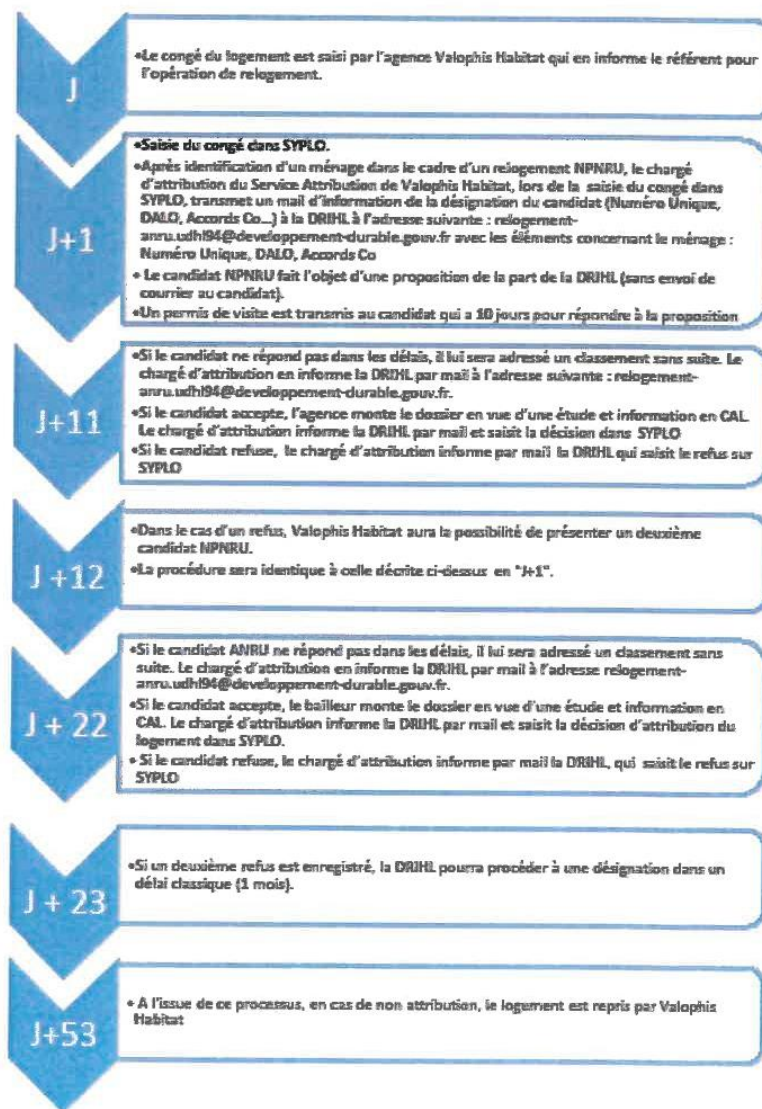 J
•Le congé du logement est saisi par l'agence Valophis Habitat qui en informe le référent pour
l'opération de relogement.
J+1
•Saisie du congé dans SYPLO.
•Après identification d'un ménage dans le cadre d'un relogement NPNRU, le chargé
d'attribution du Service Attribution de Valophis Habitat, lors de la saisie du congé dans
SYPLO, transmet un mail d'information de la désignation du candidat (Numéro Unique,
DALO, Accords Co...) à la DRIHL à l'adresse suivante : relogement-
anru.udhl94@developpement-durable.gouv.fr avec les éléments concernant le ménage :
Numéro Unique, DALO, Accords Co
• Le candidat NPNRU fait l'objet d'une proposition de la part de la DRIHL (sans envoi de
courrier au candidat).
•Un permis de visite est transmis au candidat qui a 10 jours pour répondre à la proposition
J+11
•Si le candidat ne répond pas dans les délais, il lui sera adressé un classement sans suite. Le
chargé d'attribution en informe la DRIHL par mail à l'adresse suivante : relogement-
anru.udhl94@developpement-durable.gouv.fr.
•Si le candidat accepte, l'agence monte le dossier en vue d'une étude et information en CAL.
Le chargé d'attribution informe la DRIHL par mail et saisit la décision dans SYPLO
•Si le candidat refuse, le chargé d'attribution informe par mail la DRIHL qui saisit le refus sur
SYPLO
J +12
•Dans le cas d'un refus, Valophis Habitat aura la possibilité de présenter un deuxième
candidat NPNRU.
•La procédure sera identique à celle décrite ci-dessus en "J+1".
J + 22
•Si le candidat ANRU ne répond pas dans les délais, il lui sera adressé un classement sans
suite. Le chargé d'attribution en informe la DRIHL par mail à l'adresse relogement-
anru.udhl94@developpement-durable.gouv.fr.
•Si le candidat accepte, le bailleur monte le dossier en vue d'une étude et information en
CAL. Le chargé d'attribution informe la DRIHL par mail et saisit la décision d'attribution du
logement dans SYPLO.
• Si le candidat refuse, le chargé d'attribution informe par mail la DRIHL, qui saisit le refus sur
SYPLO
J + 23
•Si un deuxième refus est enregistré, la DRIHL pourra procéder à une désignation dans un
délai classique (1 mois).
J+53
• A l'issue de ce processus, en cas de non attribution, le logement est repris par Valophis
Habitat